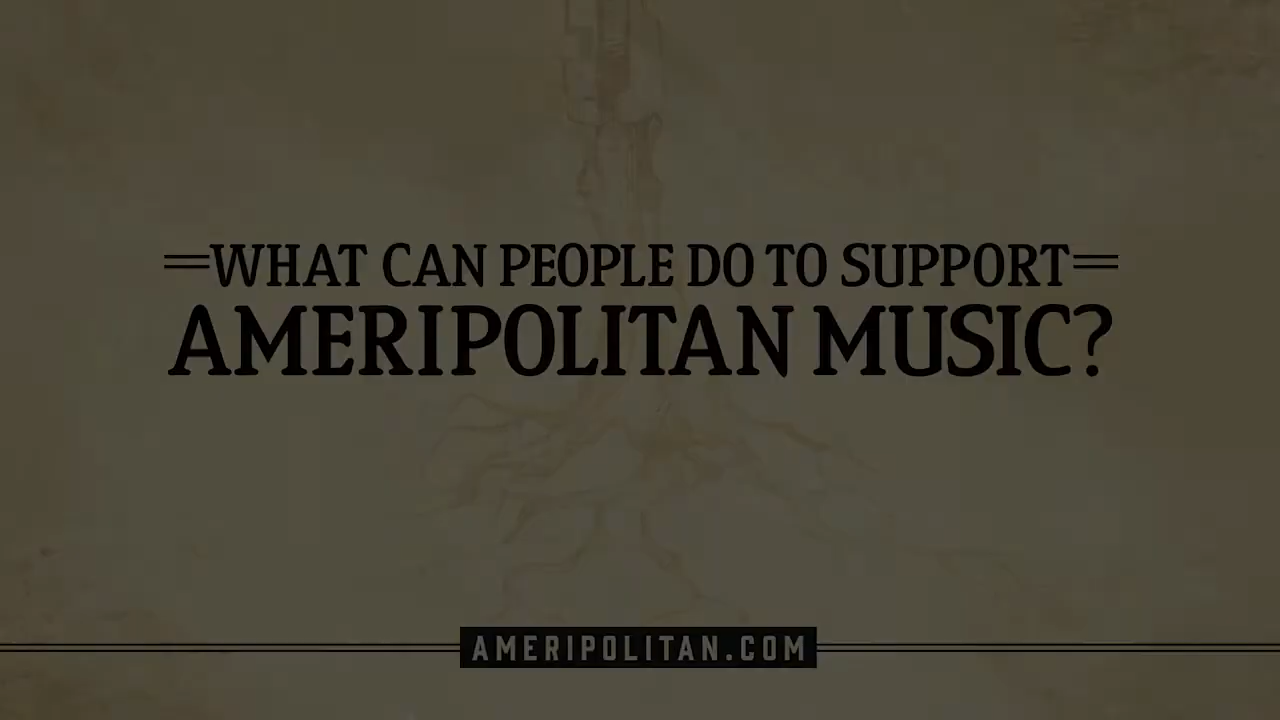 WHAT CAN PEOPLE DO TO SUPPORT
AMERIPOLITAN MUSIC?
AMERIPOLITAN.COM